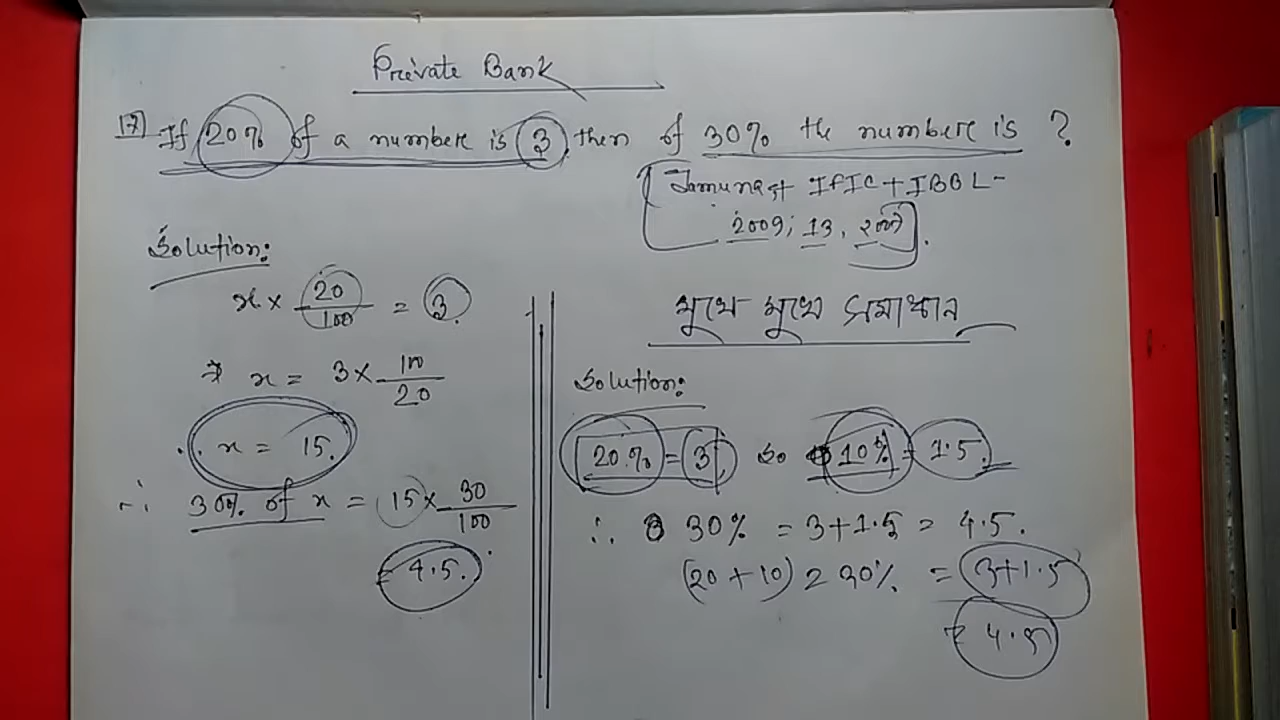 Private Bank
17 If 20% of a number is 3 then of 30% the number is ?
IFIC + IBBL -
2009; 13,
Solution:
x × 20/100 = 3.
⇒ x = 3 × 100/20
∴ x = 15.
∴ 30% of x = 15 × 30/100
= 4.5.
মুখে মুখে সমাধান
Solution:
20% = 3, so 10% = 1.5.
∴ 30% = 3+1.5 = 4.5.
(20 + 10) = 30% = 3+1.5
= 4.5